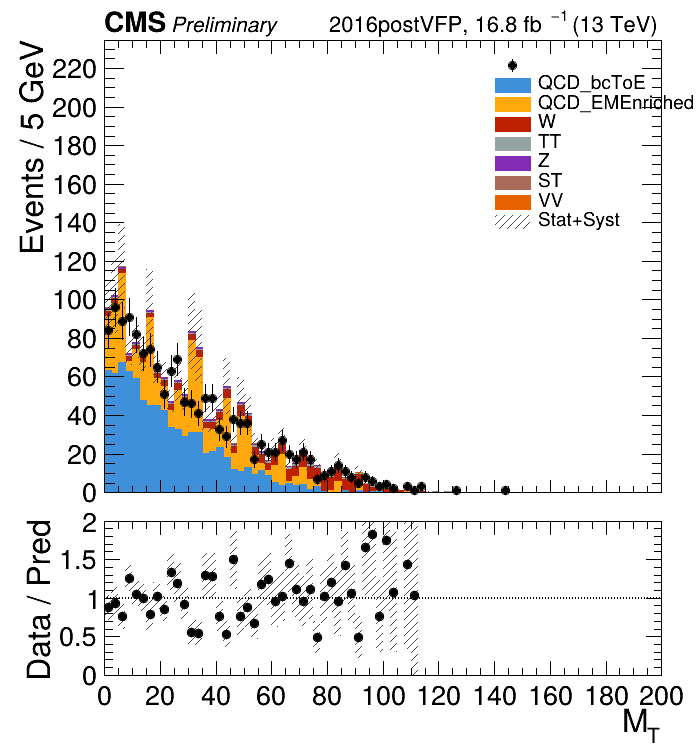 CMS Preliminary 2016postVFP, 16.8 fb⁻¹ (13 TeV)
Events / 5 GeV
220
200
180
160
140
120
100
80
60
40
20
0
QCD_bcToE
QCD_EMEnriched
W
TT
Z
ST
VV
Stat+Syst
Data / Pred
2
1.5
1
0.5
0
0 20 40 60 80 100 120 140 160 180 200
M_T